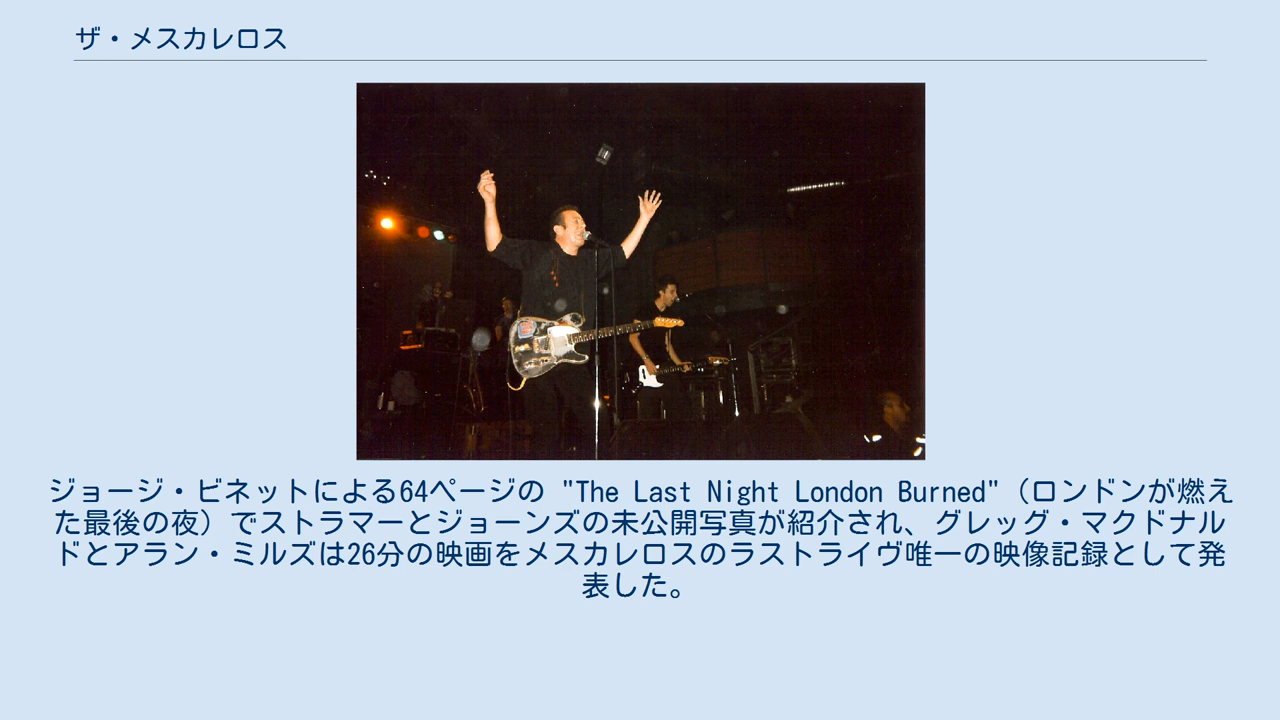 ザ・メスカレロス
ジョージ・ビネットによる64ページの "The Last Night London Burned"（ロンドンが燃え
た最後の夜）でストラマーとジョーンズの未公開写真が紹介され、グレッグ・マクドナル
ドとアラン・ミルズは26分の映画をメスカレロスのラストライヴ唯一の映像記録として発
表した。